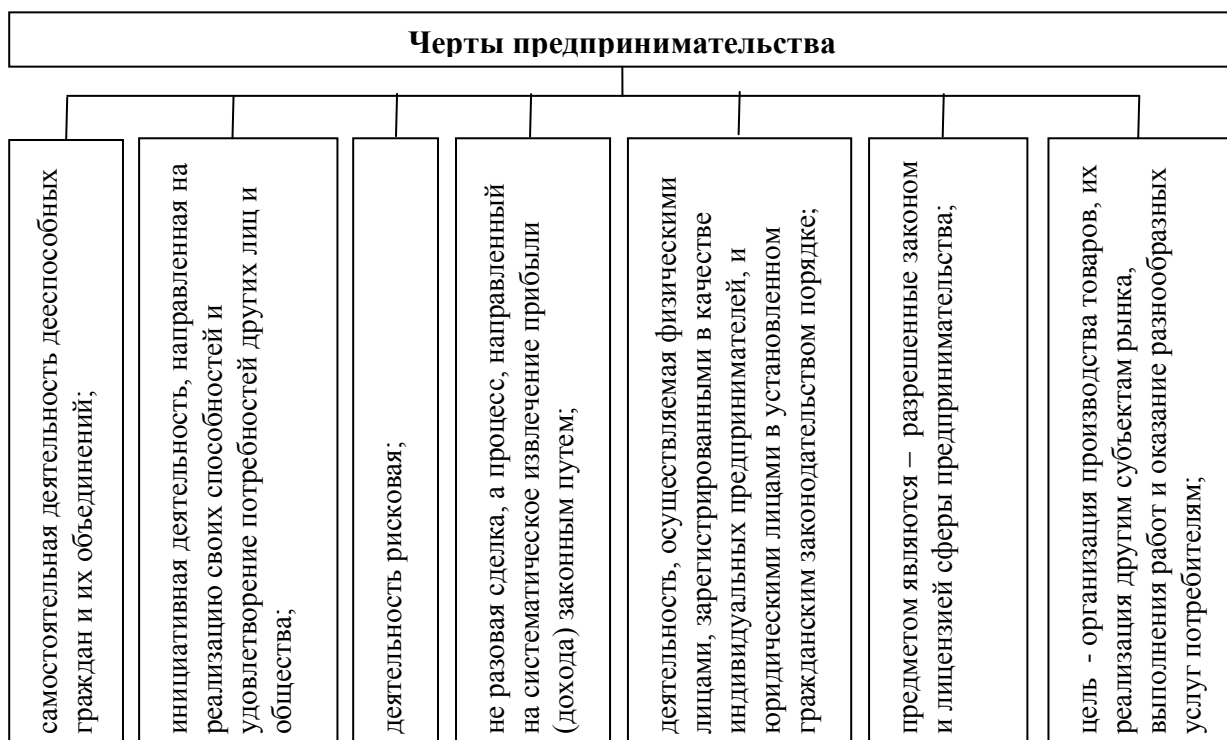 Черты предпринимательства
самостоятельная деятельность дееспособных
граждан и их объединений;
инициативная деятельность, направленная на
реализацию своих способностей и
удовлетворение потребностей других лиц и
общества;
деятельность рисковая;
не разовая сделка, а процесс, направленный
на систематическое извлечение прибыли
(дохода) законным путем;
деятельность, осуществляемая физическими
лицами, зарегистрированными в качестве
индивидуальных предпринимателей, и
юридическими лицами в установленном
гражданским законодательством порядке;
предметом являются – разрешенные законом
и лицензией сферы предпринимательства;
цель - организация производства товаров, их
реализация другим субъектам рынка,
выполнения работ и оказание разнообразных
услуг потребителям;